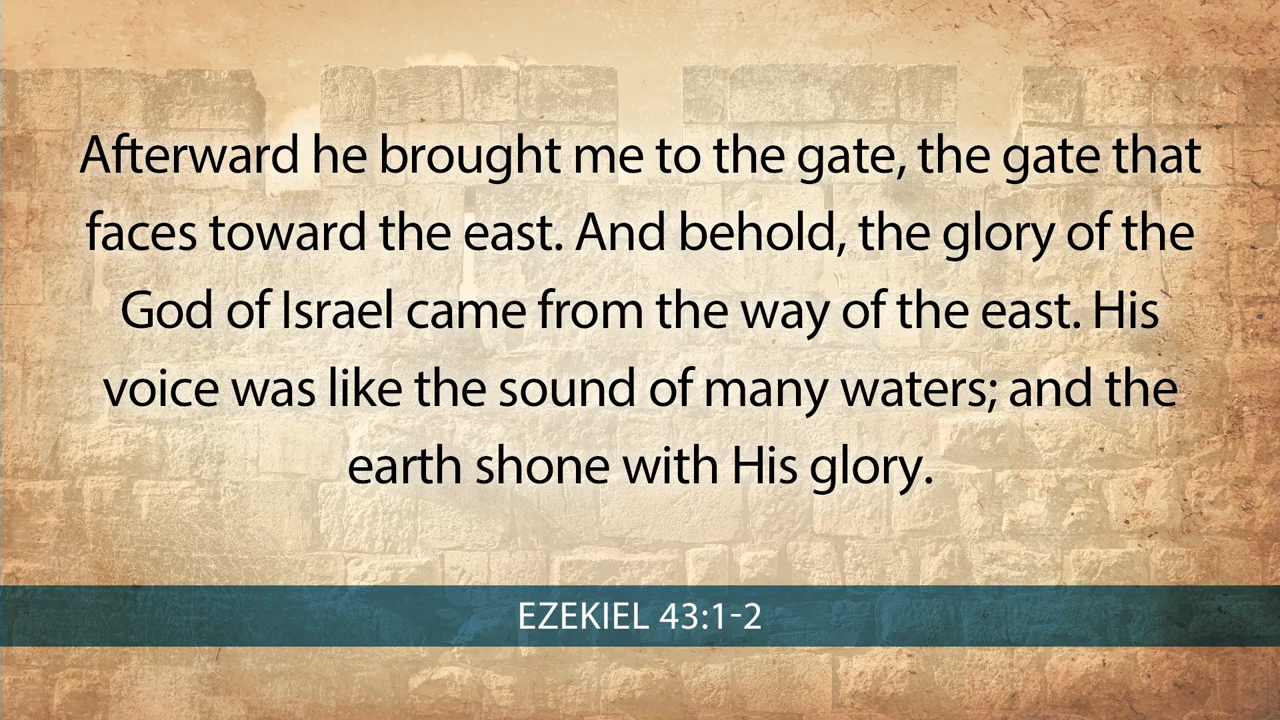 Afterward he brought me to the gate, the gate that
faces toward the east. And behold, the glory of the
God of Israel came from the way of the east. His
voice was like the sound of many waters; and the
earth shone with His glory.
EZEKIEL 43:1-2